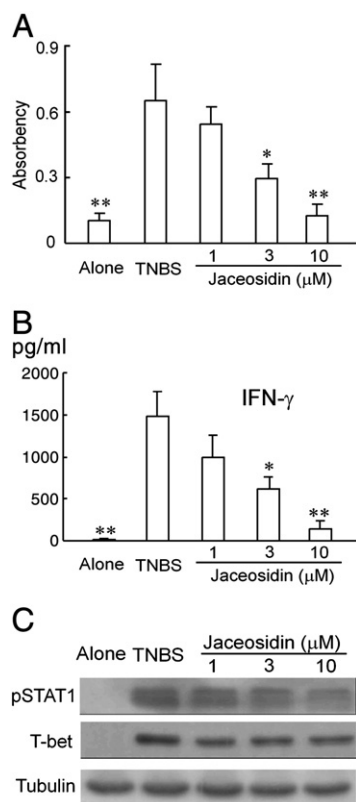 A
Absorbency
0.9
0.6
0.3
0
**
*
**
Alone TNBS 1 3 10
Jaceosidin (μM)
B
pg/ml
2000
1500
1000
500
0
IFN-γ
**
*
**
Alone TNBS 1 3 10
Jaceosidin (μM)
C
Alone TNBS Jaceosidin (μM)
1 3 10
pSTAT1
T-bet
Tubulin